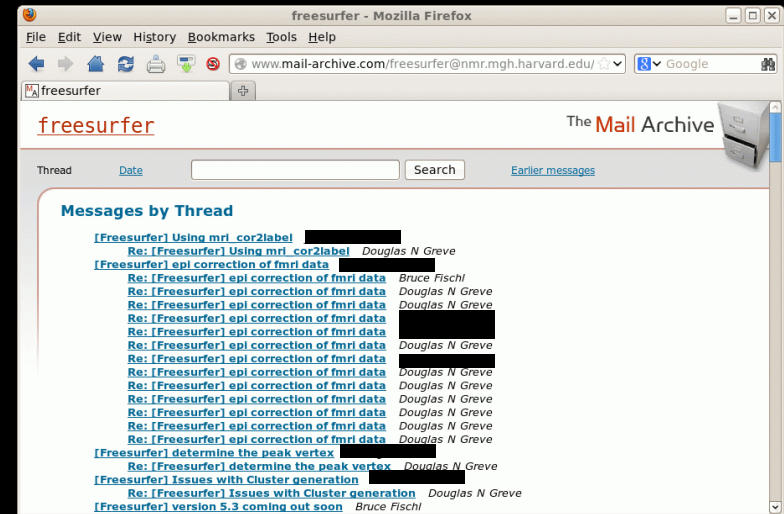 freesurfer - Mozilla Firefox
File Edit View History Bookmarks Tools Help
www.mail-archive.com/freesurfer@nmr.mgh.harvard.edu/ Google
MA freesurfer
freesurfer The Mail Archive
Thread Date Search Earlier messages
Messages by Thread
[Freesurfer] Using mri_cor2label
Re: [Freesurfer] Using mri_cor2label Douglas N Greve
[Freesurfer] epi correction of fmri data
Re: [Freesurfer] epi correction of fmri data Bruce Fischl
Re: [Freesurfer] epi correction of fmri data Douglas N Greve
Re: [Freesurfer] epi correction of fmri data Douglas N Greve
Re: [Freesurfer] epi correction of fmri data
Re: [Freesurfer] epi correction of fmri data
Re: [Freesurfer] epi correction of fmri data Douglas N Greve
Re: [Freesurfer] epi correction of fmri data
Re: [Freesurfer] epi correction of fmri data Douglas N Greve
Re: [Freesurfer] epi correction of fmri data Douglas N Greve
Re: [Freesurfer] epi correction of fmri data Douglas N Greve
Re: [Freesurfer] epi correction of fmri data Douglas N Greve
Re: [Freesurfer] epi correction of fmri data Douglas N Greve
Re: [Freesurfer] epi correction of fmri data Douglas N Greve
[Freesurfer] determine the peak vertex
Re: [Freesurfer] determine the peak vertex Douglas N Greve
[Freesurfer] Issues with Cluster generation
Re: [Freesurfer] Issues with Cluster generation Douglas N Greve
[Freesurfer] version 5.3 coming out soon Bruce Fischl